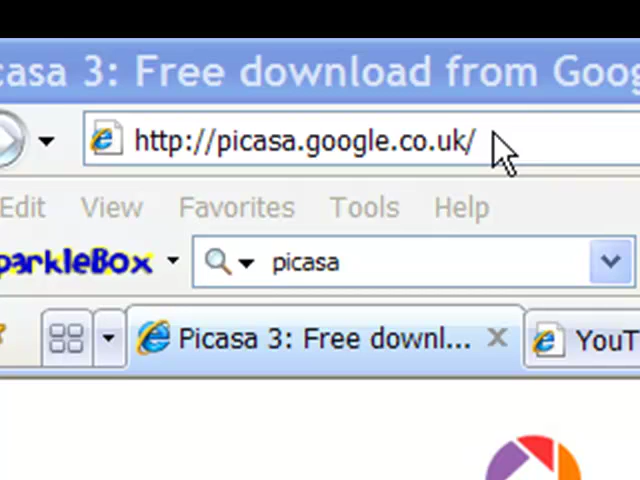 casa 3: Free download from Goog
http://picasa.google.co.uk/
Edit View Favorites Tools Help
parkleBox picasa
Picasa 3: Free downl... YouT